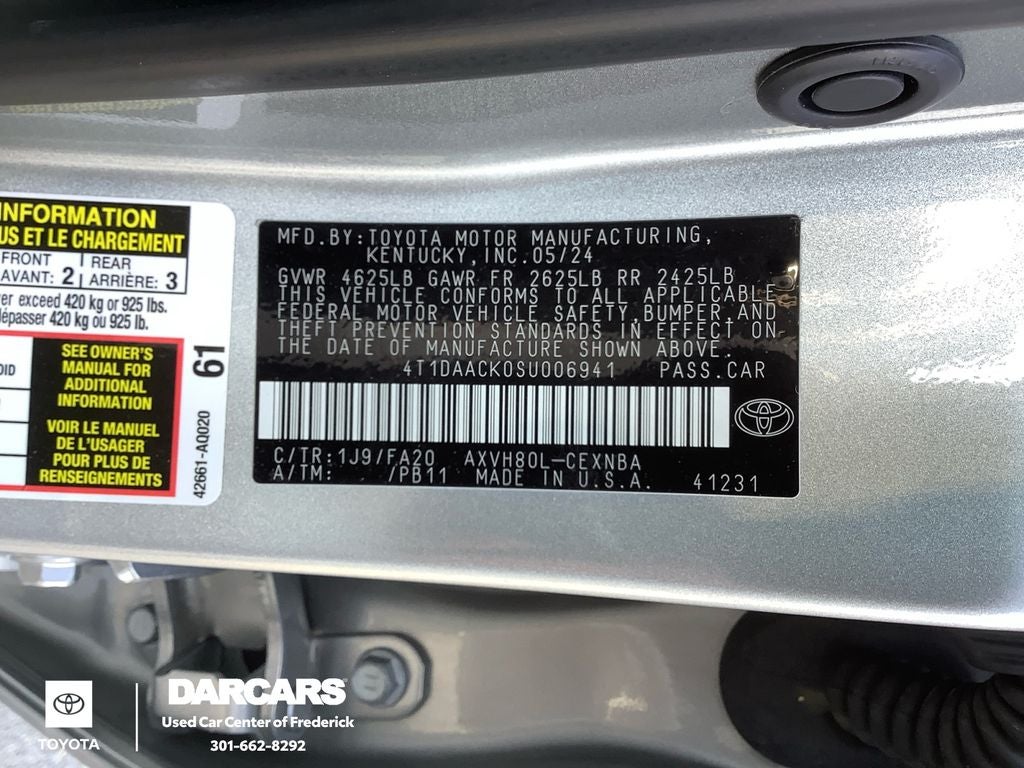 INFORMATION
US ET LE CHARGEMENT
FRONT
AVANT: 2
REAR
ARRIÈRE: 3
er exceed 420 kg or 925 lbs.
dépasser 420 kg ou 925 lb.
OID
SEE OWNER'S
MANUAL FOR
ADDITIONAL
INFORMATION
VOIR LE MANUEL
DE L'USAGER
POUR PLUS DE
RENSEIGNEMENTS
61
42661-AQ020
MFD.BY:TOYOTA MOTOR MANUFACTURING,
KENTUCKY,INC.05/24
GVWR 4625LB GAWR FR 2625LB RR 2425LB
THIS VEHICLE CONFORMS TO ALL APPLICABLE
FEDERAL MOTOR VEHICLE SAFETY,BUMPER,AND
THEFT PREVENTION STANDARDS IN EFFECT ON
THE DATE OF MANUFACTURE SHOWN ABOVE.
4T1DAACK0SU006941 PASS.CAR
C/TR:1J9/FA20 AXVH80L-CEXNBA
A/TM: /PB11 MADE IN U.S.A. 41231
TOYOTA
DARCARS
Used Car Center of Frederick
301-662-8292